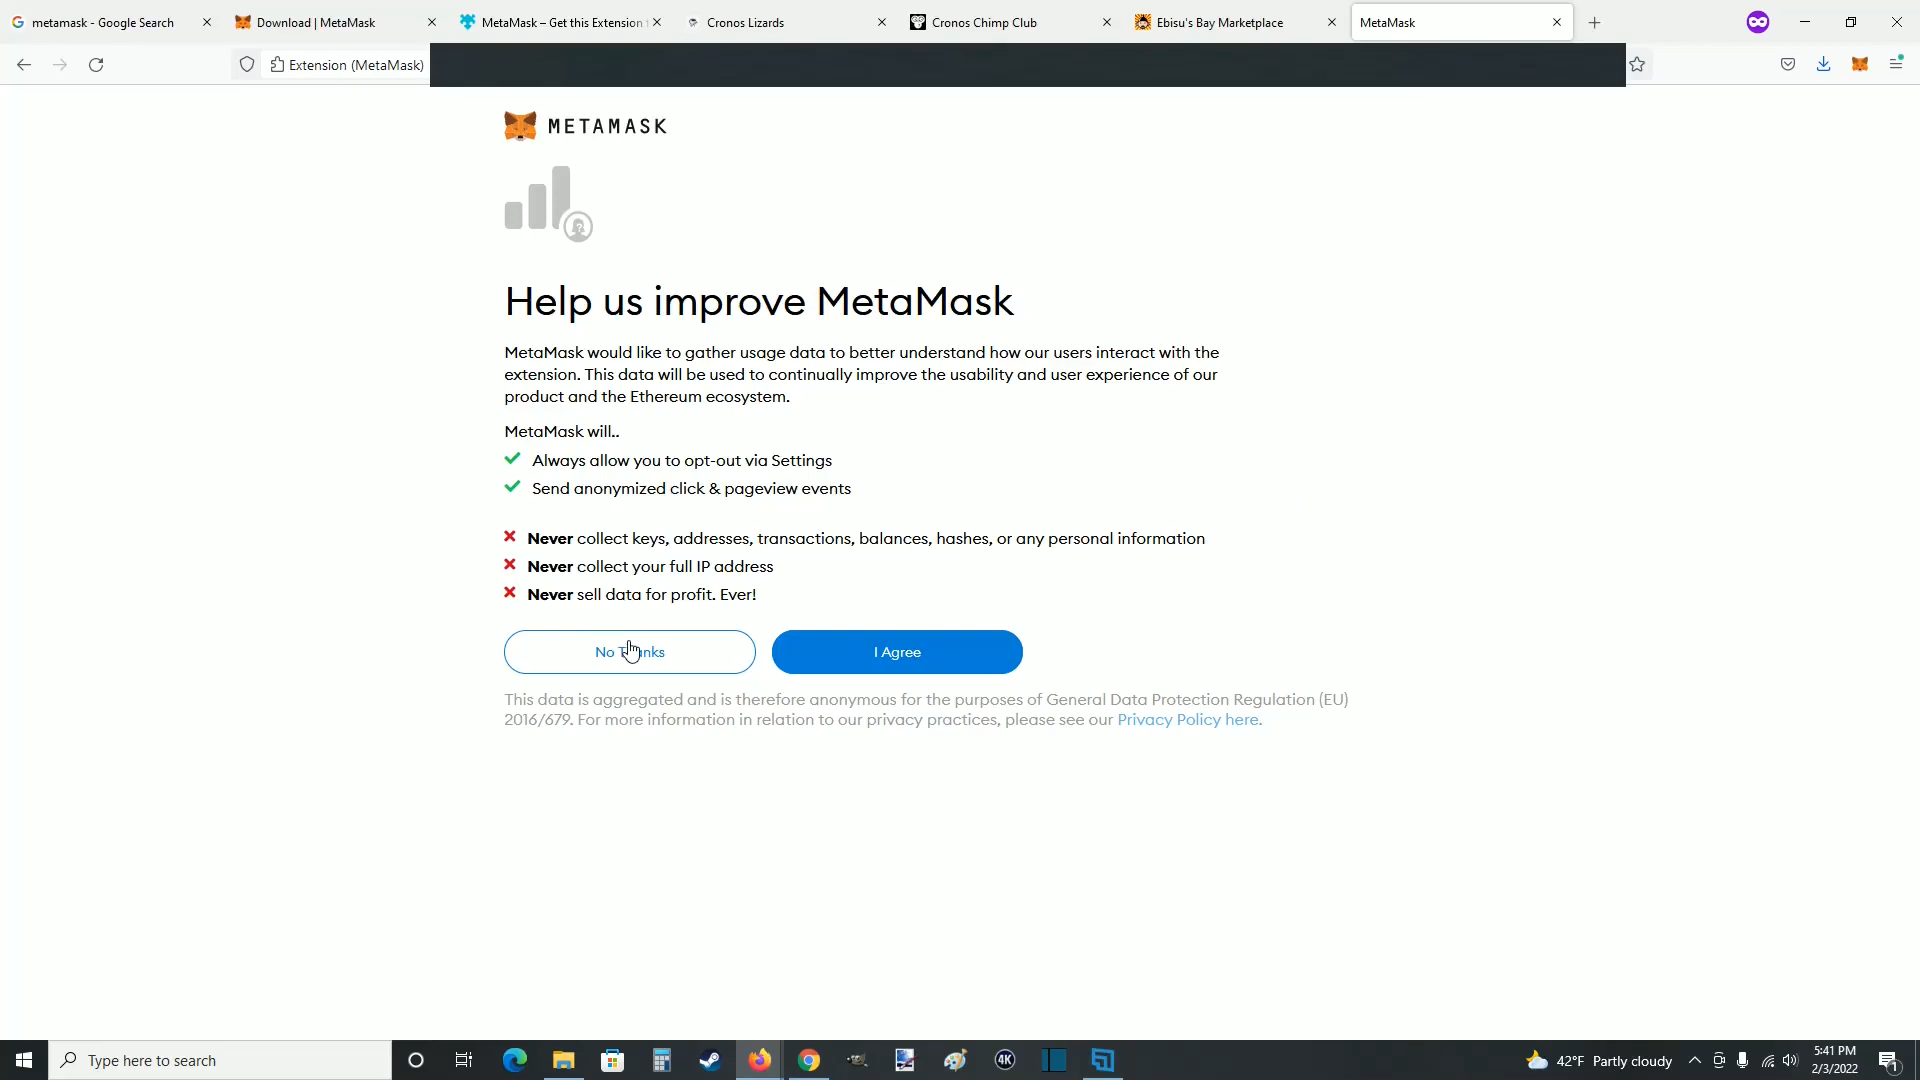 metamask - Google Search
Download | MetaMask
MetaMask – Get this Extension
Cronos Lizards
Cronos Chimp Club
Ebisu's Bay Marketplace
MetaMask
Extension (MetaMask)
METAMASK
Help us improve MetaMask
MetaMask would like to gather usage data to better understand how our users interact with the
extension. This data will be used to continually improve the usability and user experience of our
product and the Ethereum ecosystem.
MetaMask will..
Always allow you to opt-out via Settings
Send anonymized click & pageview events
Never collect keys, addresses, transactions, balances, hashes, or any personal information
Never collect your full IP address
Never sell data for profit. Ever!
No Thanks
I Agree
This data is aggregated and is therefore anonymous for the purposes of General Data Protection Regulation (EU)
2016/679. For more information in relation to our privacy practices, please see our Privacy Policy here.
Type here to search
4K
42°F Partly cloudy
5:41 PM
2/3/2022
1